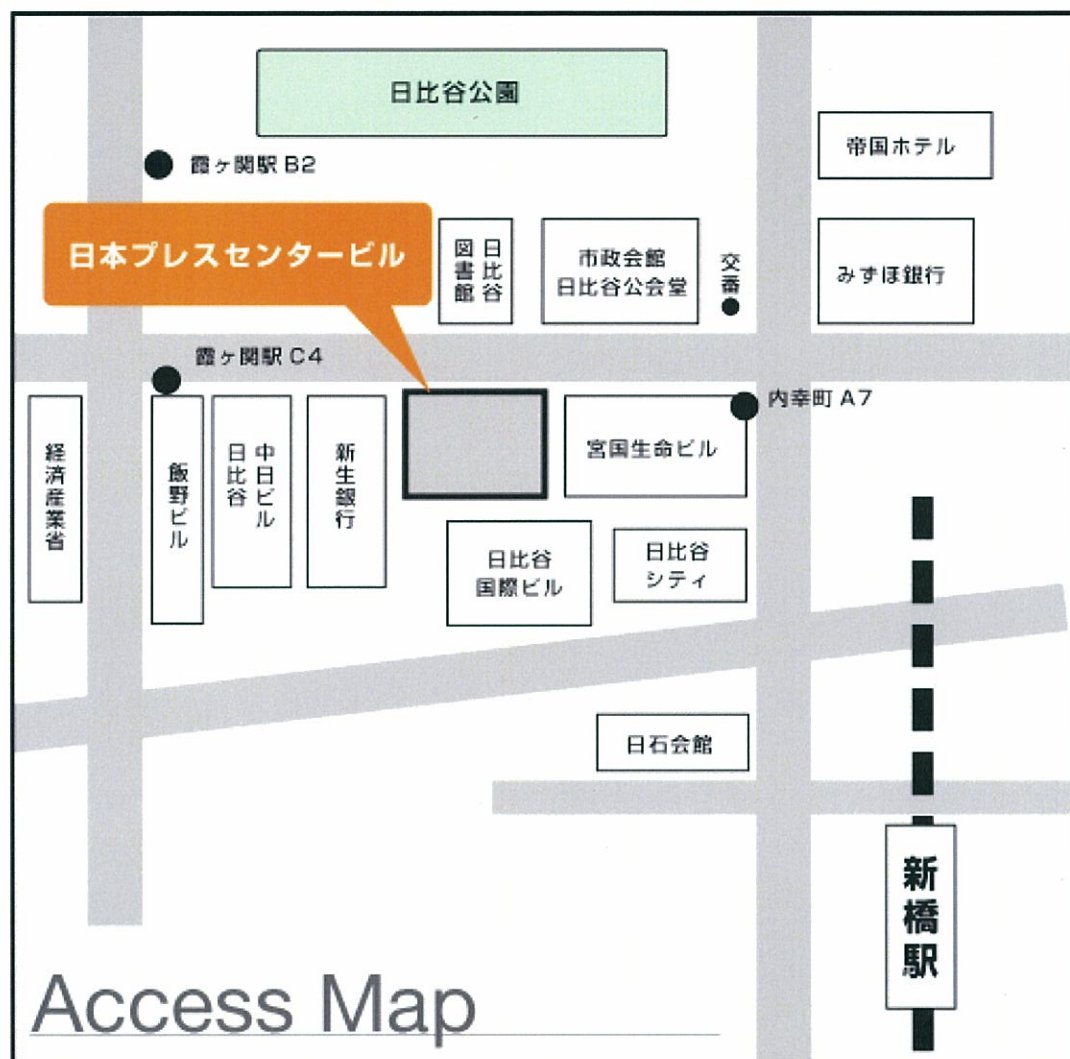 日比谷公園
帝国ホテル
霞ヶ関駅 B2
日本プレスセンタービル
日比谷
図書館
市政会館
日比谷公会堂
交番
みずほ銀行
霞ヶ関駅 C4
内幸町 A7
経済産業省
飯野ビル
中日ビル
日比谷
新生銀行
宮国生命ビル
日比谷
国際ビル
日比谷
シティ
日石会館
新橋駅
Access Map